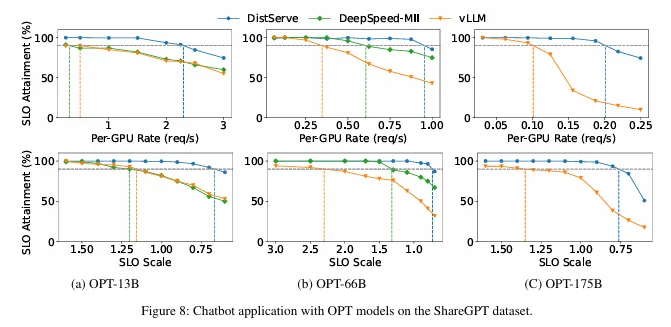 DistServe DeepSpeed-MII vLLM
SLO Attainment (%)
100
50
0
1 2 3
Per-GPU Rate (req/s)
100
50
0
0.25 0.50 0.75 1.00
Per-GPU Rate (req/s)
100
50
0
0.05 0.10 0.15 0.20 0.25
Per-GPU Rate (req/s)
SLO Attainment (%)
100
50
0
1.50 1.25 1.00 0.75
SLO Scale
100
50
0
3.0 2.5 2.0 1.5 1.0
SLO Scale
100
50
0
1.50 1.25 1.00 0.75
SLO Scale
(a) OPT-13B
(b) OPT-66B
(C) OPT-175B
Figure 8: Chatbot application with OPT models on the ShareGPT dataset.